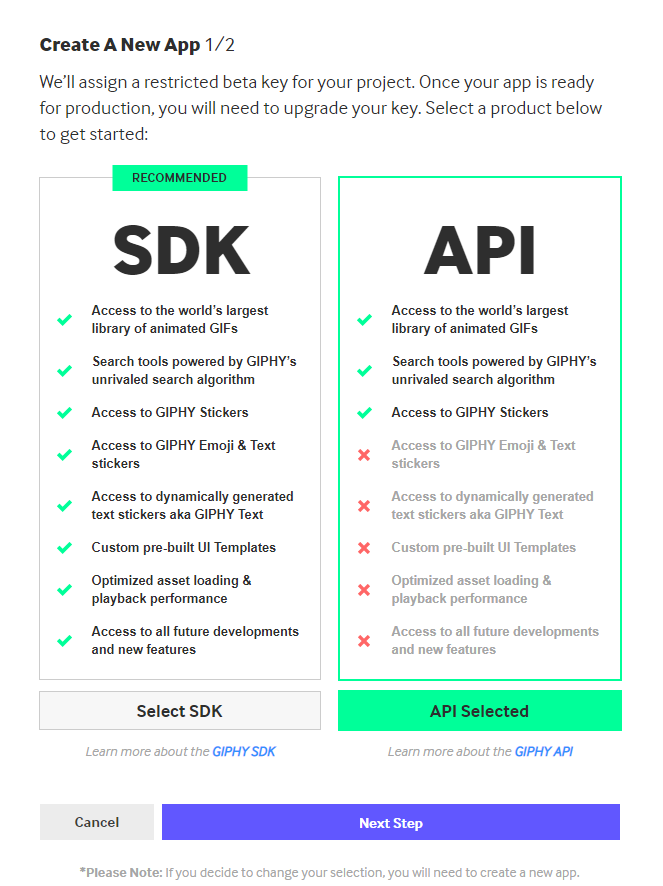 Create A New App 1/2
We’ll assign a restricted beta key for your project. Once your app is ready
for production, you will need to upgrade your key. Select a product below
to get started:
RECOMMENDED
SDK
Access to the world’s largest
library of animated GIFs
Search tools powered by GIPHY’s
unrivaled search algorithm
Access to GIPHY Stickers
Access to GIPHY Emoji & Text
stickers
Access to dynamically generated
text stickers aka GIPHY Text
Custom pre-built UI Templates
Optimized asset loading &
playback performance
Access to all future developments
and new features
Select SDK
Learn more about the GIPHY SDK
API
Access to the world’s largest
library of animated GIFs
Search tools powered by GIPHY’s
unrivaled search algorithm
Access to GIPHY Stickers
Access to GIPHY Emoji & Text
stickers
Access to dynamically generated
text stickers aka GIPHY Text
Custom pre-built UI Templates
Optimized asset loading &
playback performance
Access to all future developments
and new features
API Selected
Learn more about the GIPHY API
Cancel
Next Step
*Please Note: If you decide to change your selection, you will need to create a new app.